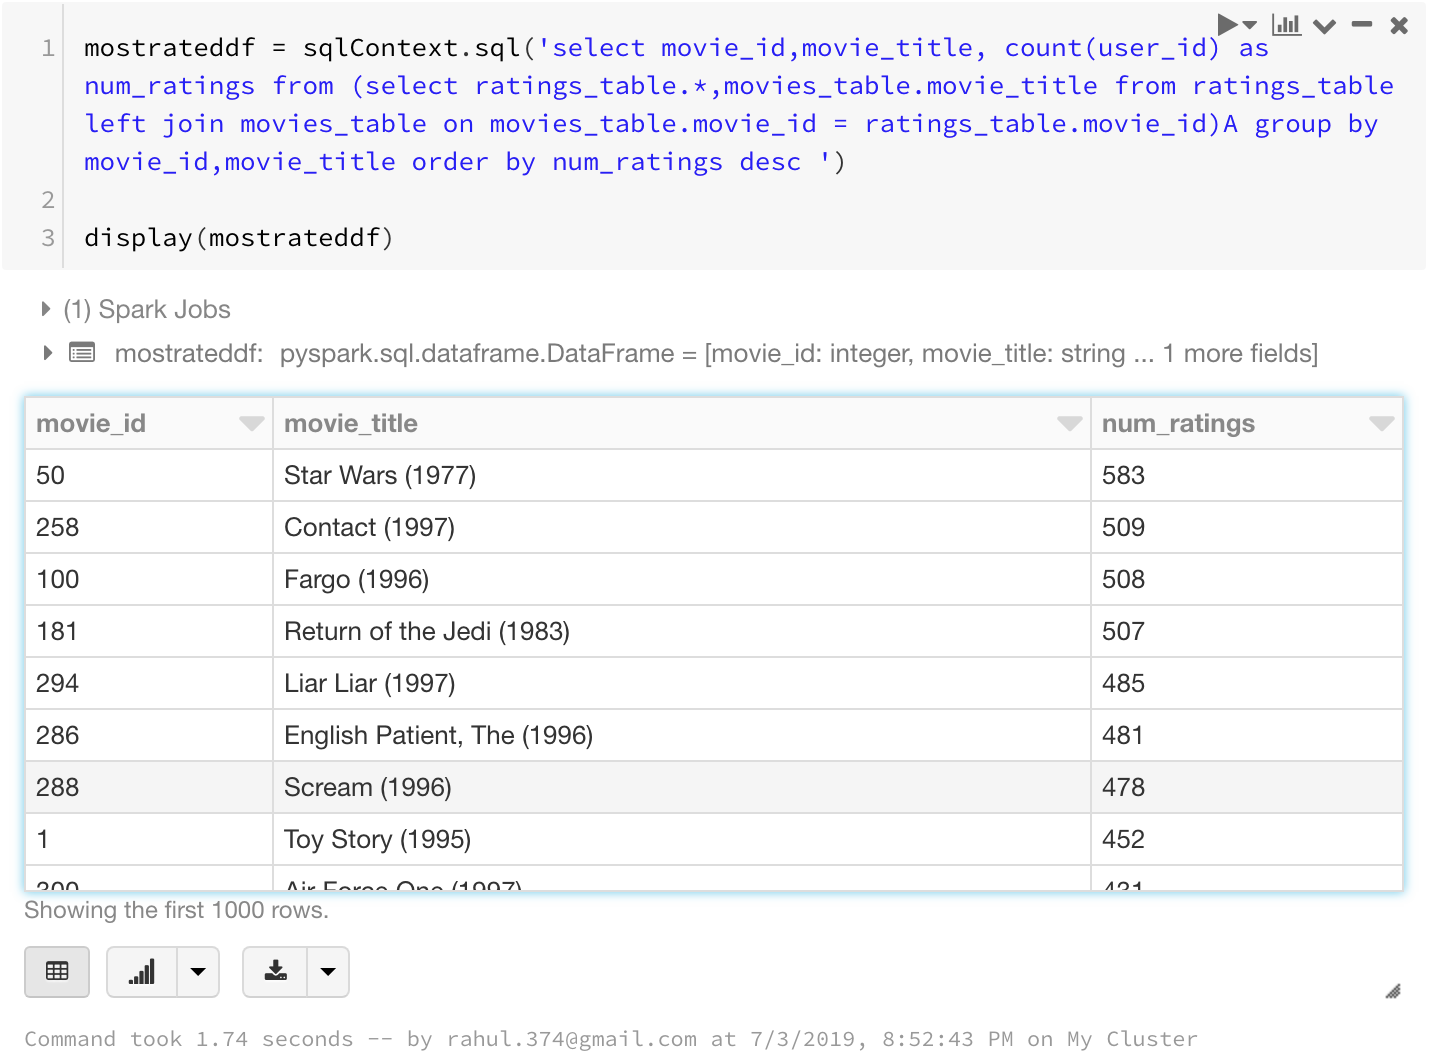 1 mostrateddf = sqlContext.sql('select movie_id,movie_title, count(user_id) as
num_ratings from (select ratings_table.*,movies_table.movie_title from ratings_table
left join movies_table on movies_table.movie_id = ratings_table.movie_id)A group by
movie_id,movie_title order by num_ratings desc ')
2
3 display(mostrateddf)
(1) Spark Jobs
mostrateddf: pyspark.sql.dataframe.DataFrame = [movie_id: integer, movie_title: string ... 1 more fields]
movie_id movie_title num_ratings
50 Star Wars (1977) 583
258 Contact (1997) 509
100 Fargo (1996) 508
181 Return of the Jedi (1983) 507
294 Liar Liar (1997) 485
286 English Patient, The (1996) 481
288 Scream (1996) 478
1 Toy Story (1995) 452
300 Air Force One (1997) 431
Showing the first 1000 rows.
Command took 1.74 seconds -- by rahul.374@gmail.com at 7/3/2019, 8:52:43 PM on My Cluster